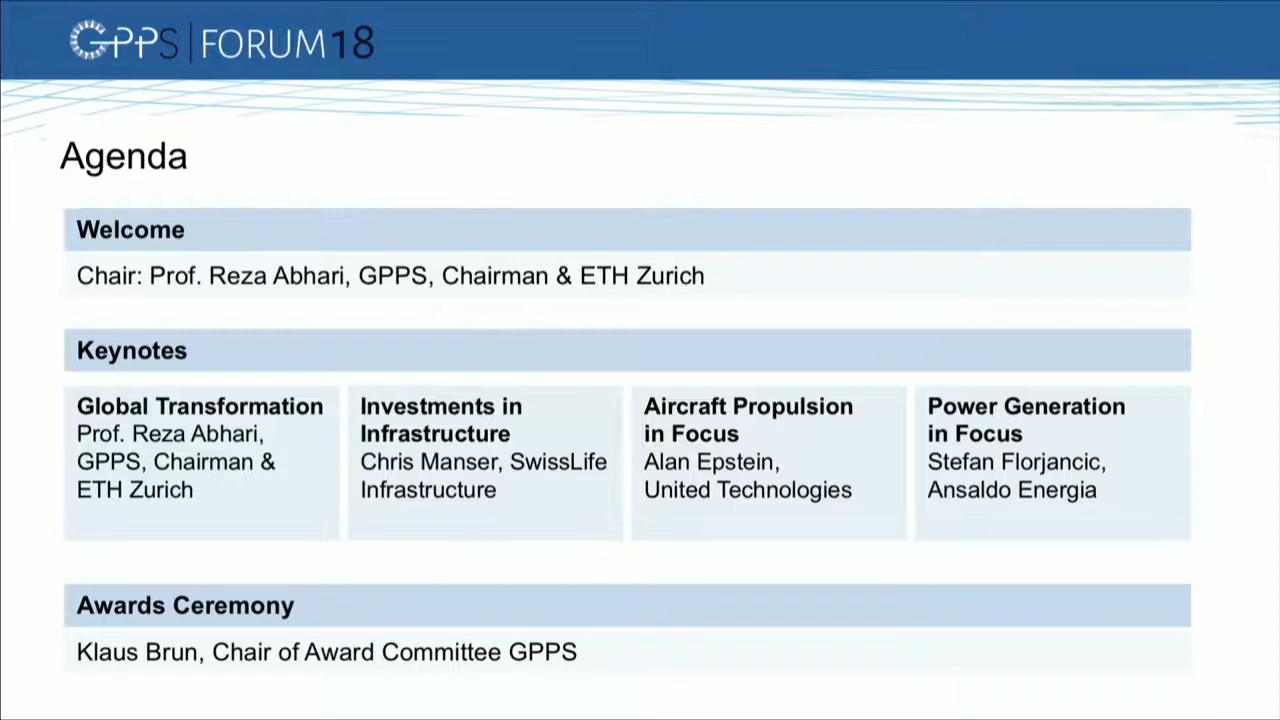 GPPS | FORUM18
Agenda
Welcome
Chair: Prof. Reza Abhari, GPPS, Chairman & ETH Zurich
Keynotes
Global Transformation
Prof. Reza Abhari,
GPPS, Chairman &
ETH Zurich
Investments in
Infrastructure
Chris Manser, SwissLife
Infrastructure
Aircraft Propulsion
in Focus
Alan Epstein,
United Technologies
Power Generation
in Focus
Stefan Florjancic,
Ansaldo Energia
Awards Ceremony
Klaus Brun, Chair of Award Committee GPPS